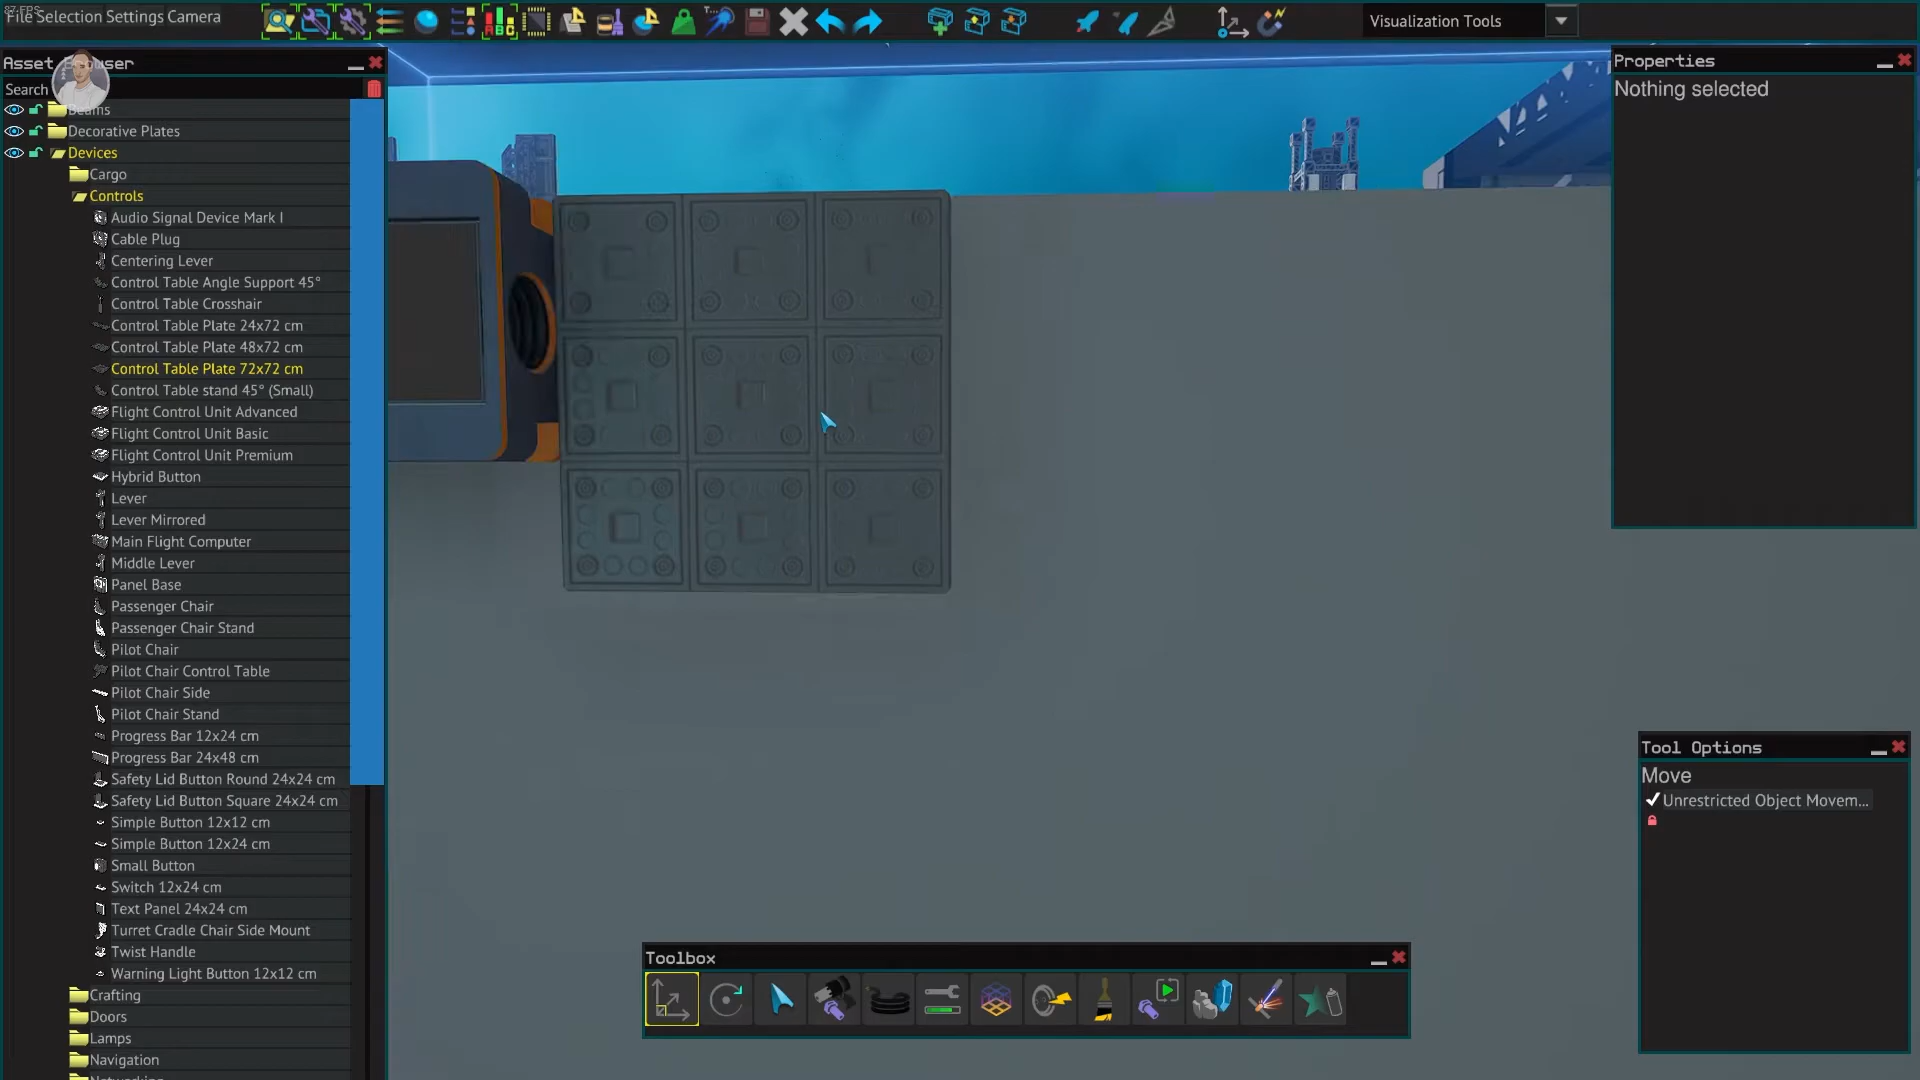 87 FPS
File Selection Settings Camera
Visualization Tools
Asset Browser
Search
Beams
Decorative Plates
Devices
Cargo
Controls
Audio Signal Device Mark I
Cable Plug
Centering Lever
Control Table Angle Support 45°
Control Table Crosshair
Control Table Plate 24x72 cm
Control Table Plate 48x72 cm
Control Table Plate 72x72 cm
Control Table stand 45° (Small)
Flight Control Unit Advanced
Flight Control Unit Basic
Flight Control Unit Premium
Hybrid Button
Lever
Lever Mirrored
Main Flight Computer
Middle Lever
Panel Base
Passenger Chair
Passenger Chair Stand
Pilot Chair
Pilot Chair Control Table
Pilot Chair Side
Pilot Chair Stand
Progress Bar 12x24 cm
Progress Bar 24x48 cm
Safety Lid Button Round 24x24 cm
Safety Lid Button Square 24x24 cm
Simple Button 12x12 cm
Simple Button 12x24 cm
Small Button
Switch 12x24 cm
Text Panel 24x24 cm
Turret Cradle Chair Side Mount
Twist Handle
Warning Light Button 12x12 cm
Crafting
Doors
Lamps
Navigation
Networking
Properties
Nothing selected
Tool Options
Move
Unrestricted Object Movem...
Toolbox